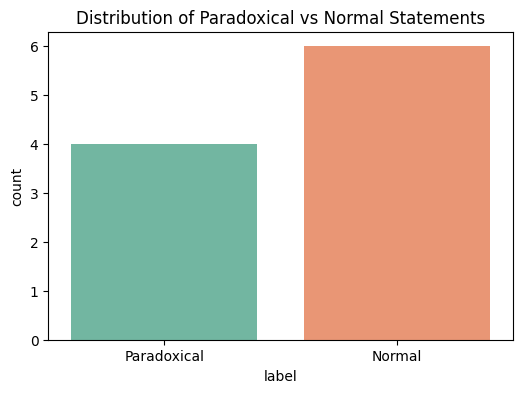 Distribution of Paradoxical vs Normal Statements
6
5
4
3
2
1
0
count
Paradoxical Normal
label